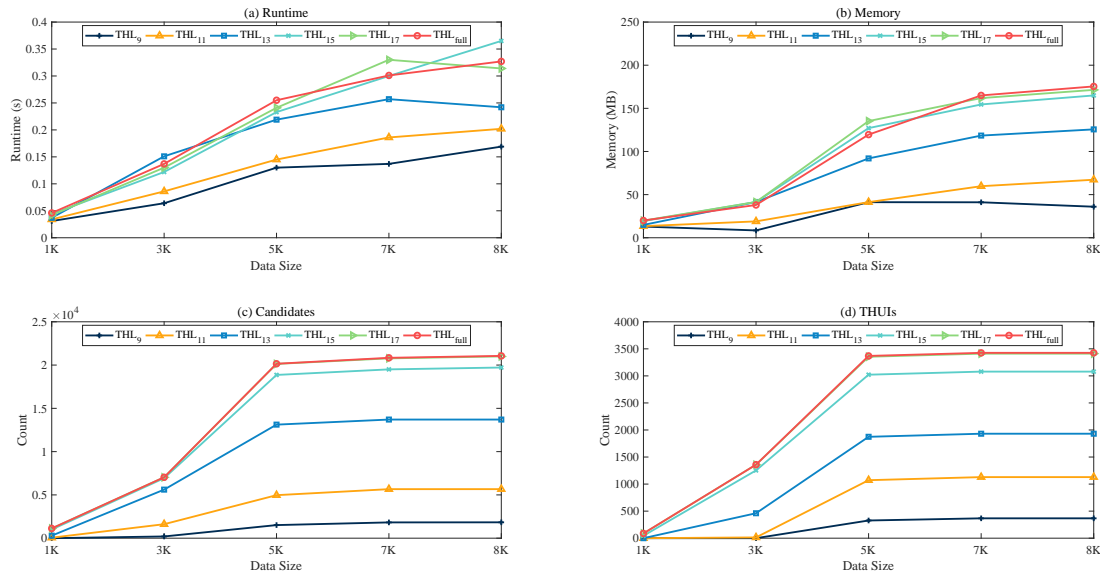 (a) Runtime
THL9 THL11 THL13 THL15 THL17 THLfull
0.4
0.35
0.3
0.25
0.2
0.15
0.1
0.05
0
Runtime (s)
1K 3K 5K 7K 8K
Data Size
(b) Memory
THL9 THL11 THL13 THL15 THL17 THLfull
250
200
150
100
50
0
Memory (MB)
1K 3K 5K 7K 8K
Data Size
(c) Candidates
×10^4
THL9 THL11 THL13 THL15 THL17 THLfull
2.5
2
1.5
1
0.5
0
Count
1K 3K 5K 7K 8K
Data Size
(d) THUIs
THL9 THL11 THL13 THL15 THL17 THLfull
4000
3500
3000
2500
2000
1500
1000
500
0
Count
1K 3K 5K 7K 8K
Data Size